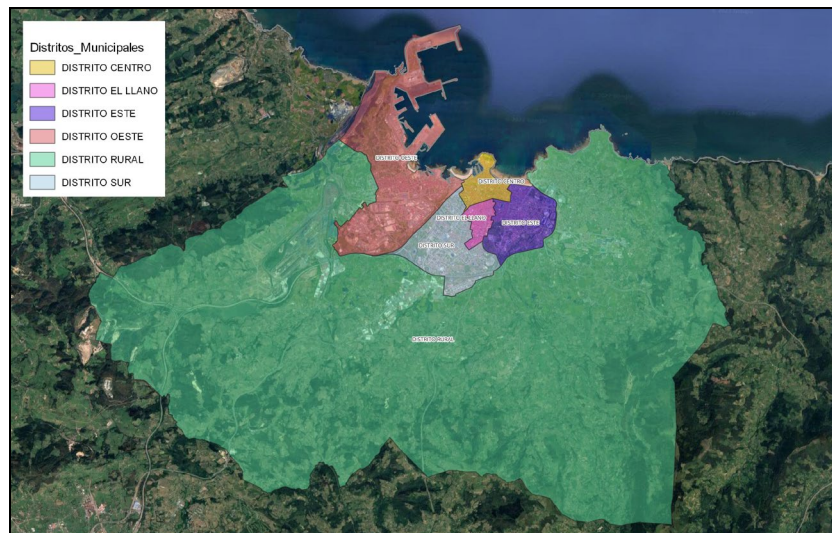 Distritos_Municipales
DISTRITO CENTRO
DISTRITO EL LLANO
DISTRITO ESTE
DISTRITO OESTE
DISTRITO RURAL
DISTRITO SUR
DISTRITO OESTE
DISTRITO CENTRO
DISTRITO EL LLANO
DISTRITO ESTE
DISTRITO SUR
DISTRITO RURAL